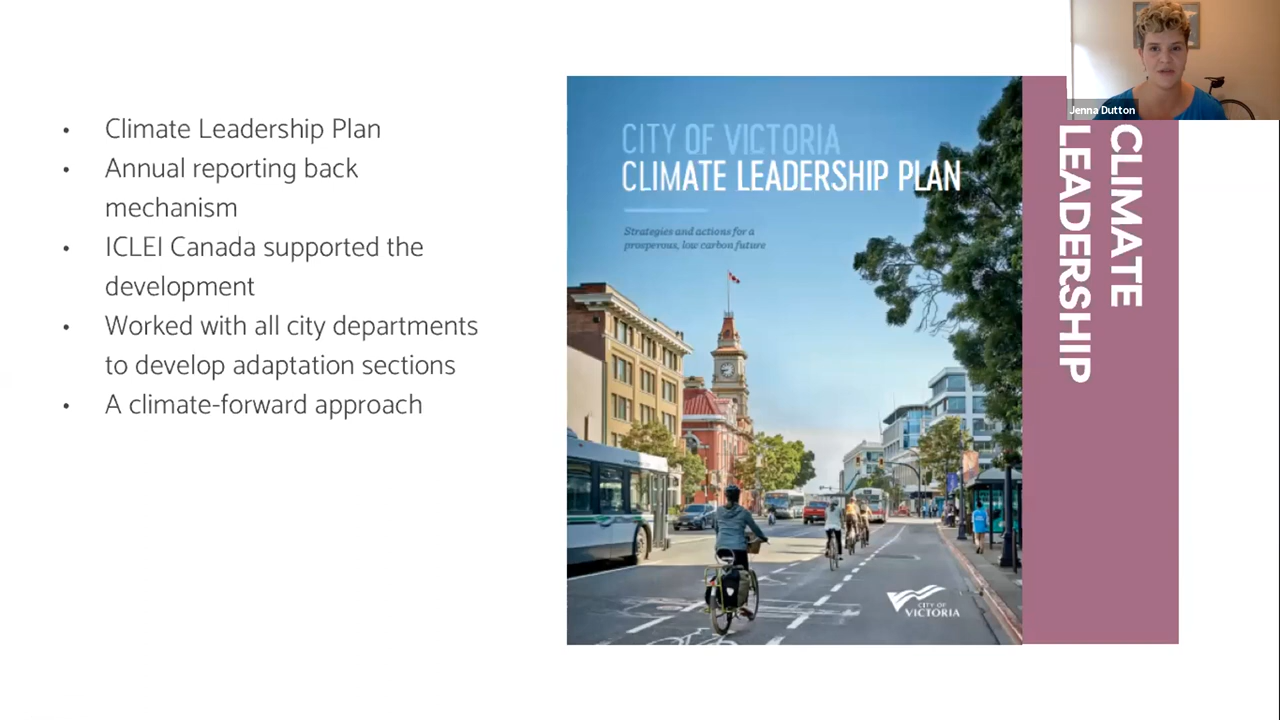 Climate Leadership Plan
Annual reporting back
mechanism
ICLEI Canada supported the
development
Worked with all city departments
to develop adaptation sections
A climate-forward approach
CITY OF VICTORIA
CLIMATE LEADERSHIP PLAN
Strategies and actions for a
prosperous, low carbon future
CITY OF
VICTORIA
CLIMATE
LEADERSHIP
Jenna Dutton